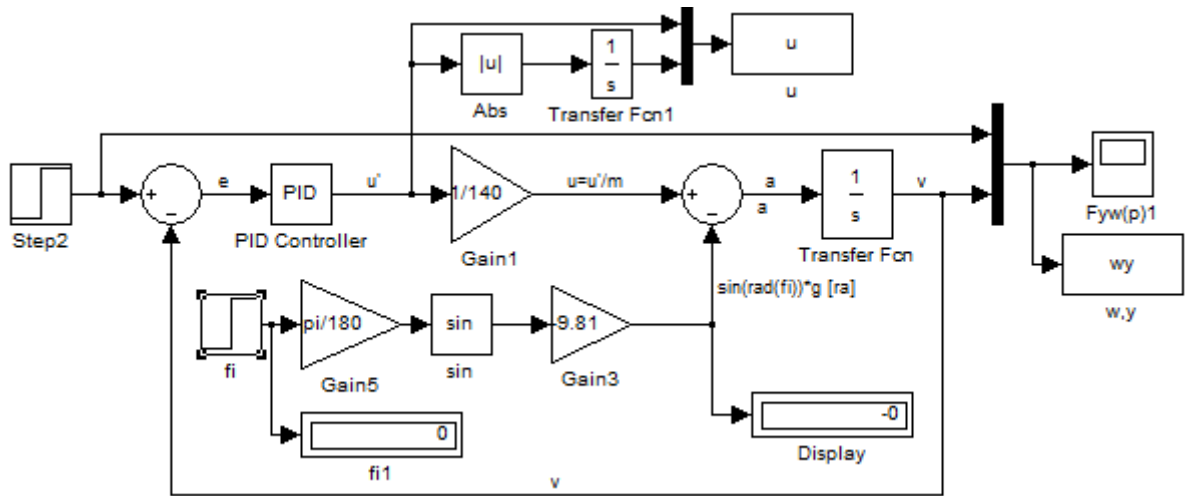 u
u
|u|
Abs
1
s
Transfer Fcn1
Step2
+
−
e
PID
PID Controller
u'
1/140
Gain1
u=u'/m
+
−
a
a
1
s
Transfer Fcn
v
Fyw(p)1
wy
w,y
sin(rad(fi))*g [ra]
fi
pi/180
Gain5
sin
sin
-9.81
Gain3
0
fi1
-0
Display
v